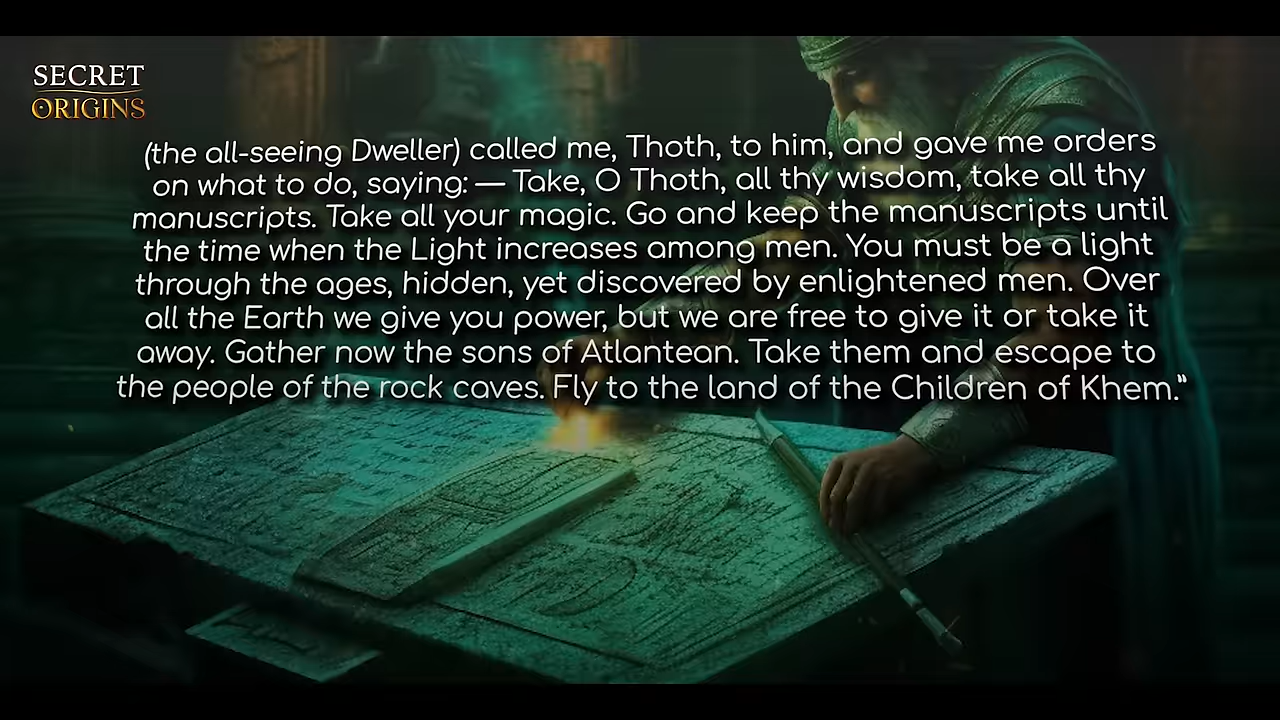 SECRET
ORIGINS
(the all-seeing Dweller) called me, Thoth, to him, and gave me orders
on what to do, saying: — Take, O Thoth, all thy wisdom, take all thy
manuscripts. Take all your magic. Go and keep the manuscripts until
the time when the Light increases among men. You must be a light
through the ages, hidden, yet discovered by enlightened men. Over
all the Earth we give you power, but we are free to give it or take it
away. Gather now the sons of Atlantean. Take them and escape to
the people of the rock caves. Fly to the land of the Children of Khem.”